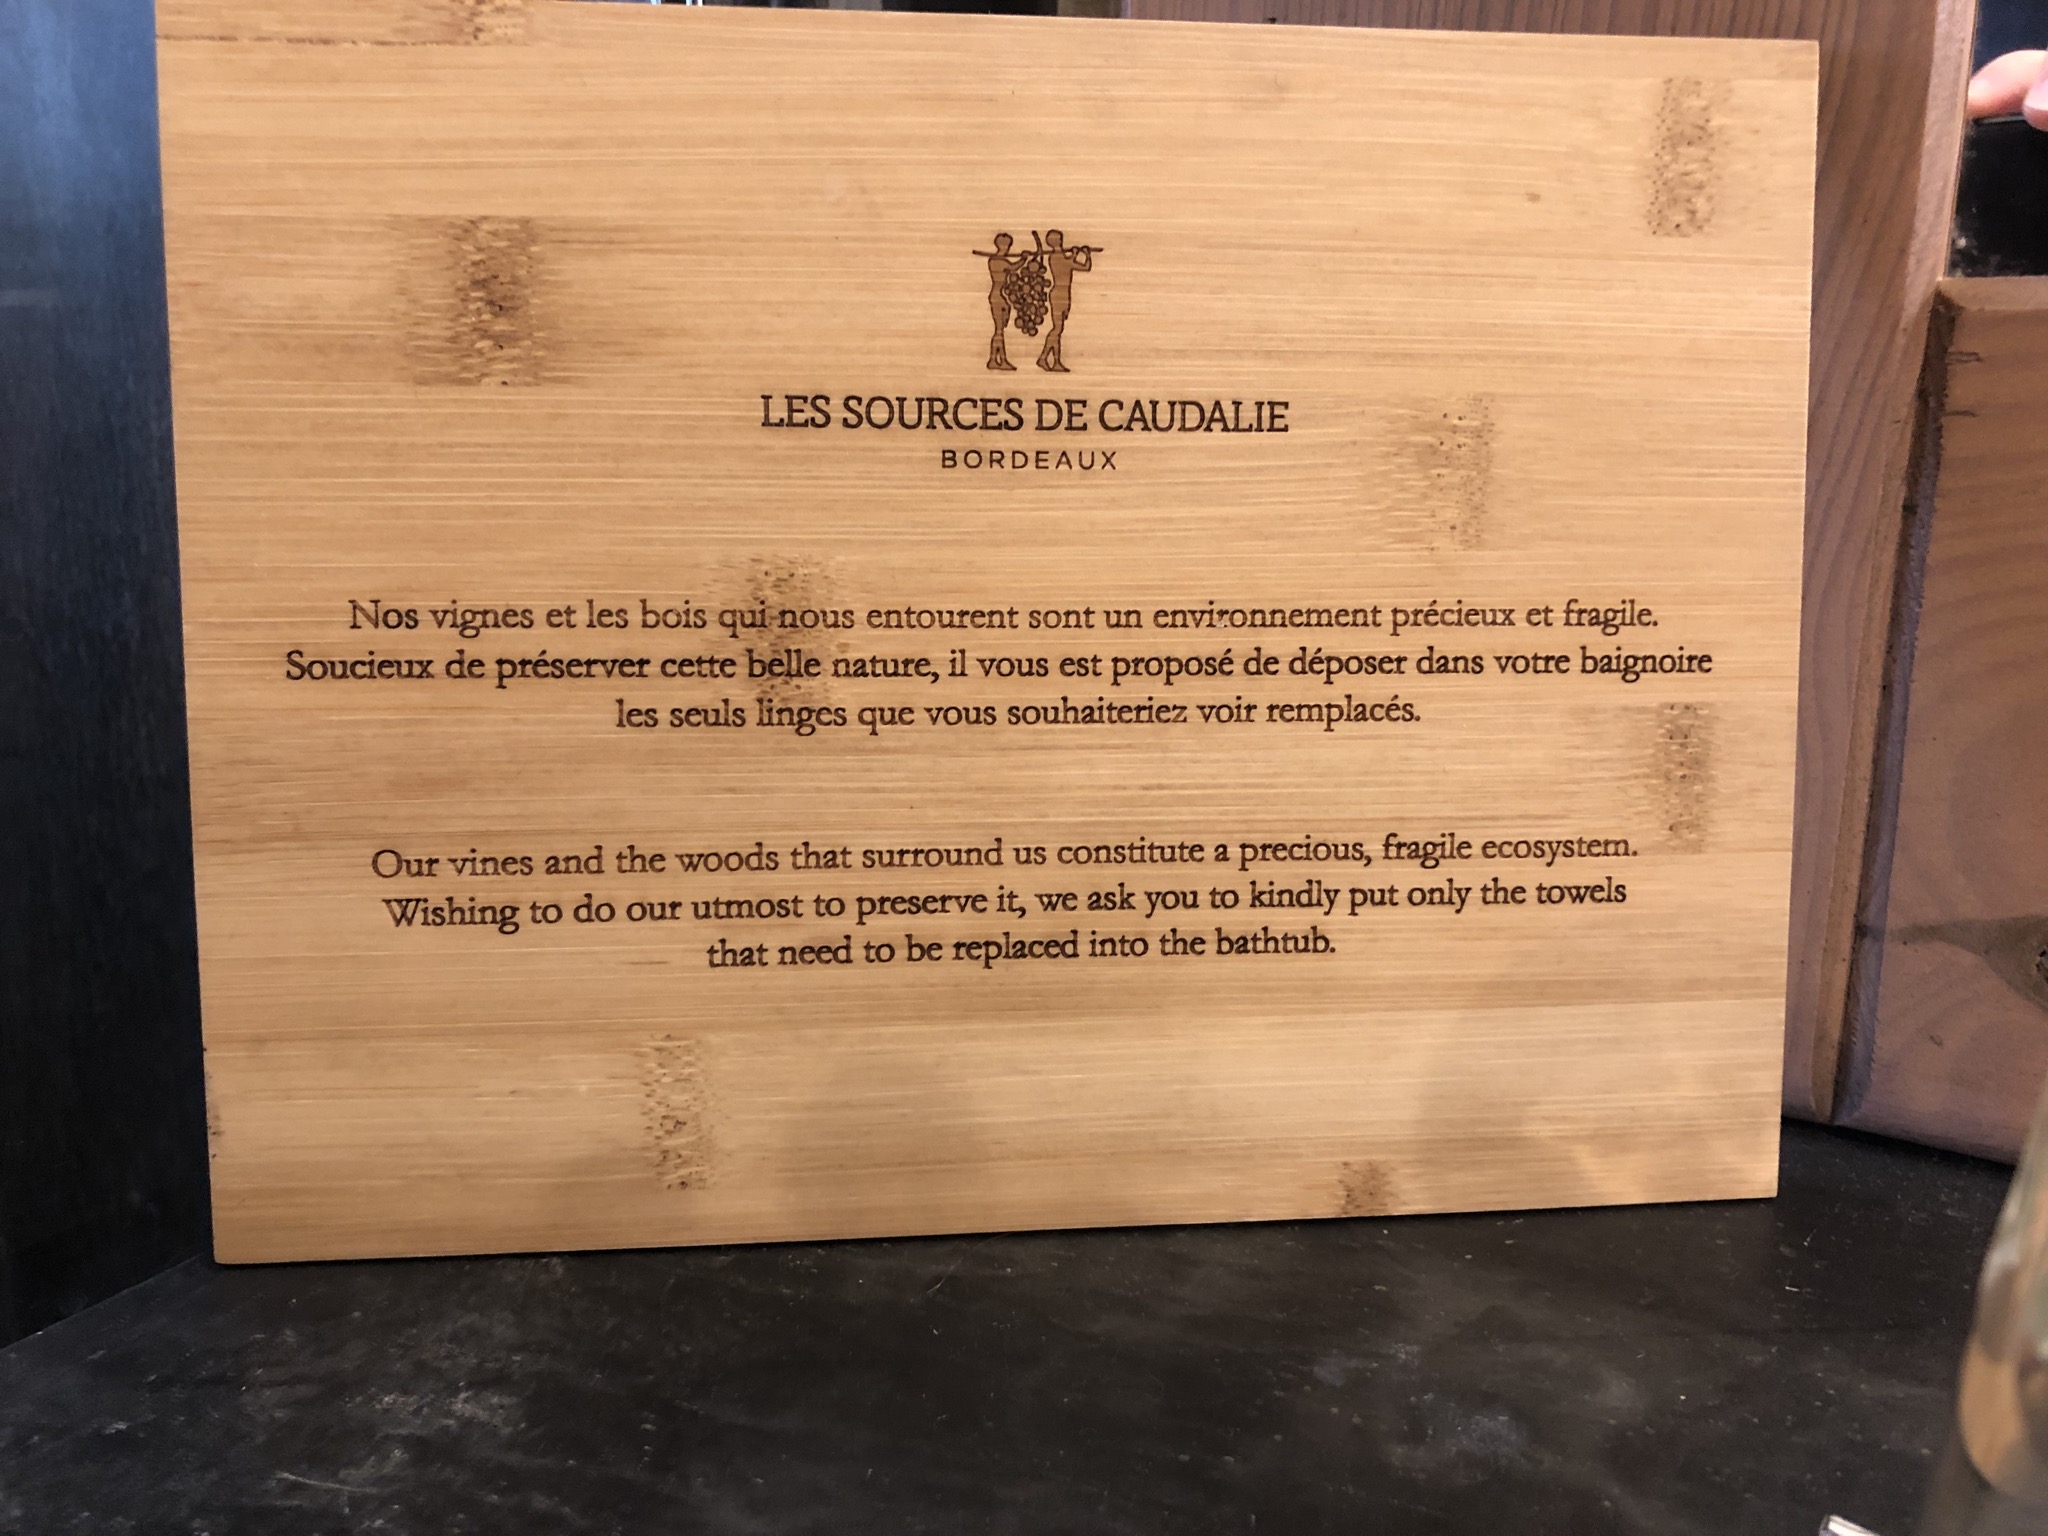 LES SOURCES DE CAUDALIE
BORDEAUX
Nos vignes et les bois qui nous entourent sont un environnement précieux et fragile.
Soucieux de préserver cette belle nature, il vous est proposé de déposer dans votre baignoire
les seuls linges que vous souhaiteriez voir remplacés.
Our vines and the woods that surround us constitute a precious, fragile ecosystem.
Wishing to do our utmost to preserve it, we ask you to kindly put only the towels
that need to be replaced into the bathtub.